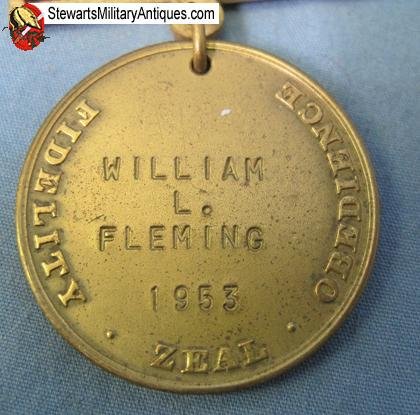 StewartsMilitaryAntiques.com
FIDELITY
ZEAL
OBEDIENCE
WILLIAM
L.
FLEMING
1953